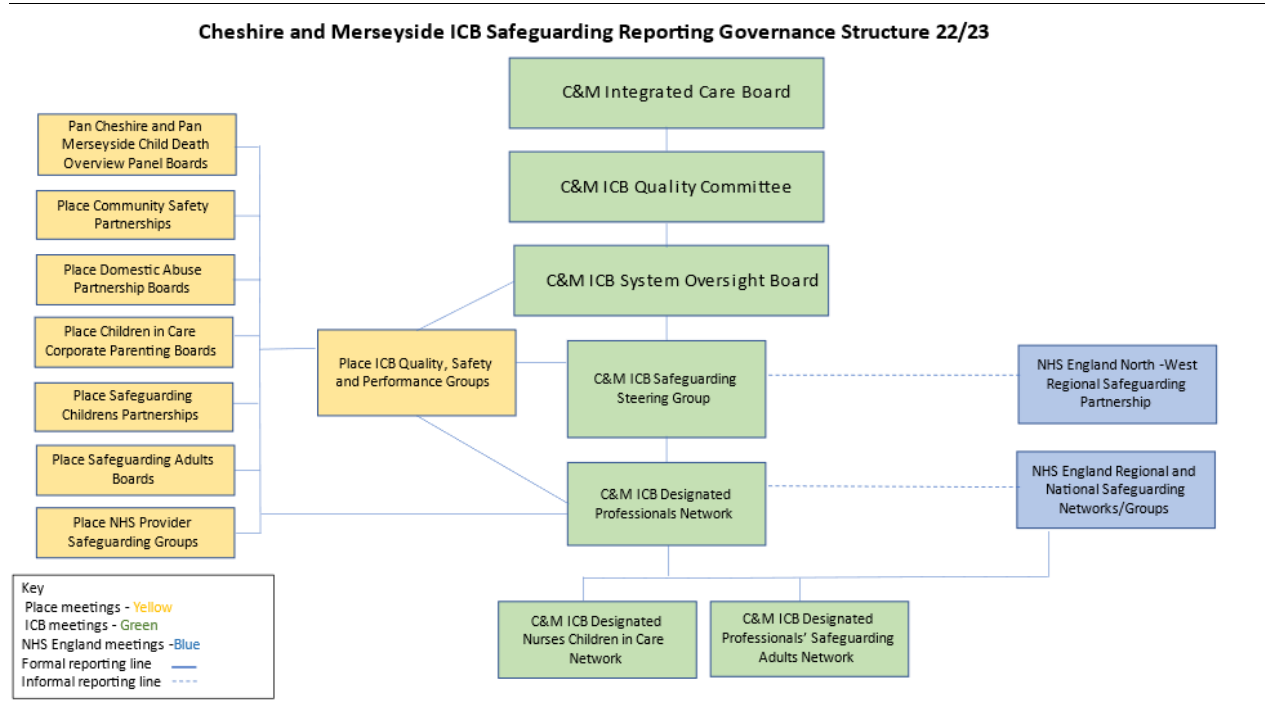 Cheshire and Merseyside ICB Safeguarding Reporting Governance Structure 22/23
C&M Integrated Care Board
C&M ICB Quality Committee
C&M ICB System Oversight Board
Pan Cheshire and Pan
Merseyside Child Death
Overview Panel Boards
Place Community Safety
Partnerships
Place Domestic Abuse
Partnership Boards
Place Children in Care
Corporate Parenting Boards
Place Safeguarding
Childrens Partnerships
Place Safeguarding Adults
Boards
Place NHS Provider
Safeguarding Groups
Place ICB Quality, Safety
and Performance Groups
C&M ICB Safeguarding
Steering Group
NHS England North -West
Regional Safeguarding
Partnership
C&M ICB Designated
Professionals Network
NHS England Regional and
National Safeguarding
Networks/Groups
C&M ICB Designated
Nurses Children in Care
Network
C&M ICB Designated
Professionals’ Safeguarding
Adults Network
Key
Place meetings - Yellow
ICB meetings - Green
NHS England meetings -Blue
Formal reporting line
Informal reporting line